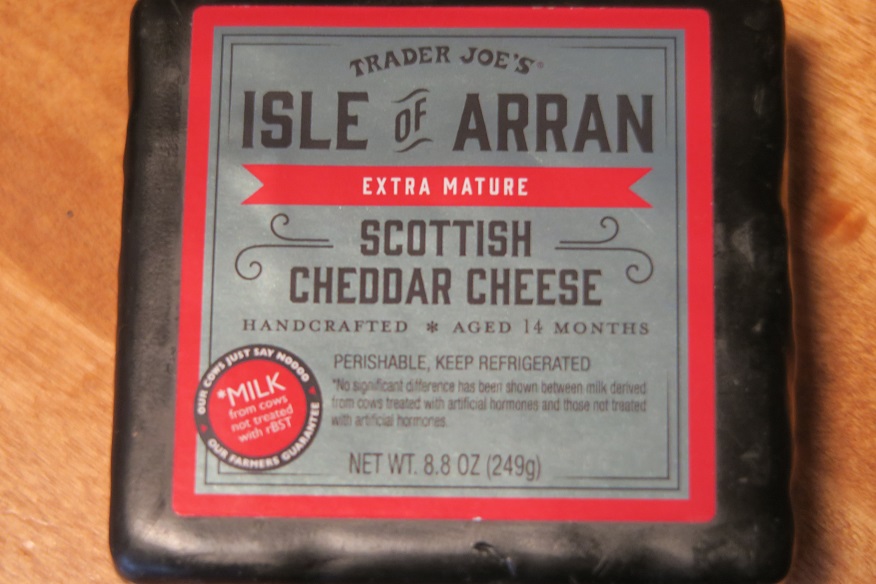 TRADER JOE'S®
ISLE OF ARRAN
EXTRA MATURE
SCOTTISH
CHEDDAR CHEESE
HANDCRAFTED * AGED 14 MONTHS
PERISHABLE, KEEP REFRIGERATED
*No significant difference has been shown between milk derived
from cows treated with artificial hormones and those not treated
with artificial hormones.
OUR COWS JUST SAY NOOOO
*MILK
from cows
not treated
with rBST
OUR FARMERS GUARANTEE
NET WT. 8.8 OZ (249g)